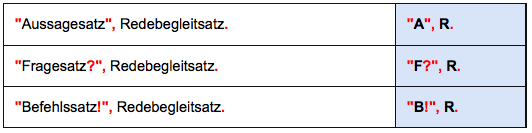 "Aussagesatz", Redebegleitsatz. "A", R.
"Fragesatz?", Redebegleitsatz. "F?", R.
"Befehlssatz!", Redebegleitsatz. "B!", R.